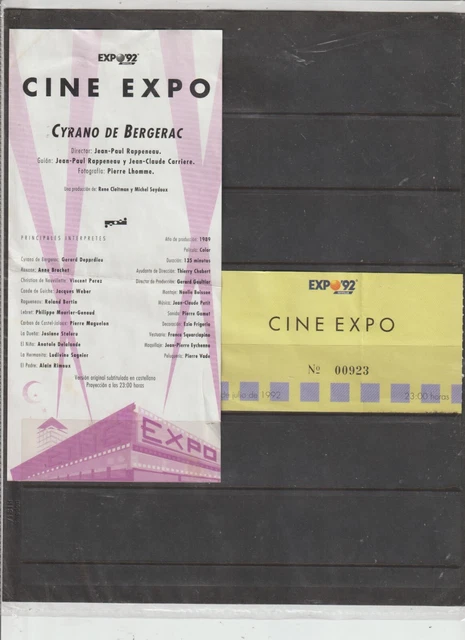 EXPO'92
CINE EXPO
CYRANO DE BERGERAC
Director: Jean-Paul Rappeneau.
Guión: Jean-Paul Rappeneau y Jean-Claude Carriere.
Fotografía: Pierre Lhomme.
Una producción de: Rene Cleitman y Michel Seydoux
PRINCIPALES INTERPRETES
Cyrano de Bergerac: Gerard Depardieu
Roxane: Anne Brochet
Christian de Neuvillette: Vincent Perez
Conde de Guiche: Jacques Weber
Ragueneau: Roland Bertin
Lebret: Philippe Morier-Genoud
Carbon de Castel-Jaloux: Pierre Maguelon
La Dueña: Josiane Stoleru
El Niño: Anatole Delalande
La Hermanita: Ludivine Sagnier
El Padre: Alain Rimoux
Año de producción: 1989
Película: Color
Duración: 135 minutos
Ayudante de Dirección: Thierry Chabert
Director de Producción: Gerard Gaultier
Montaje: Noelle Boisson
Música: Jean-Claude Petit
Sonido: Pierre Gamet
Decoración: Ezio Frigerio
Vestuario: Franca Squarciapino
Maquillaje: Jean-Pierre Eychenne
Peluquería: Pierre Vade
Versión original subtitulada en castellano
Proyección a las 23:00 horas
EXPO
EXPO'92
CINE EXPO
Nº 00923
de julio de 1992
23:00 horas